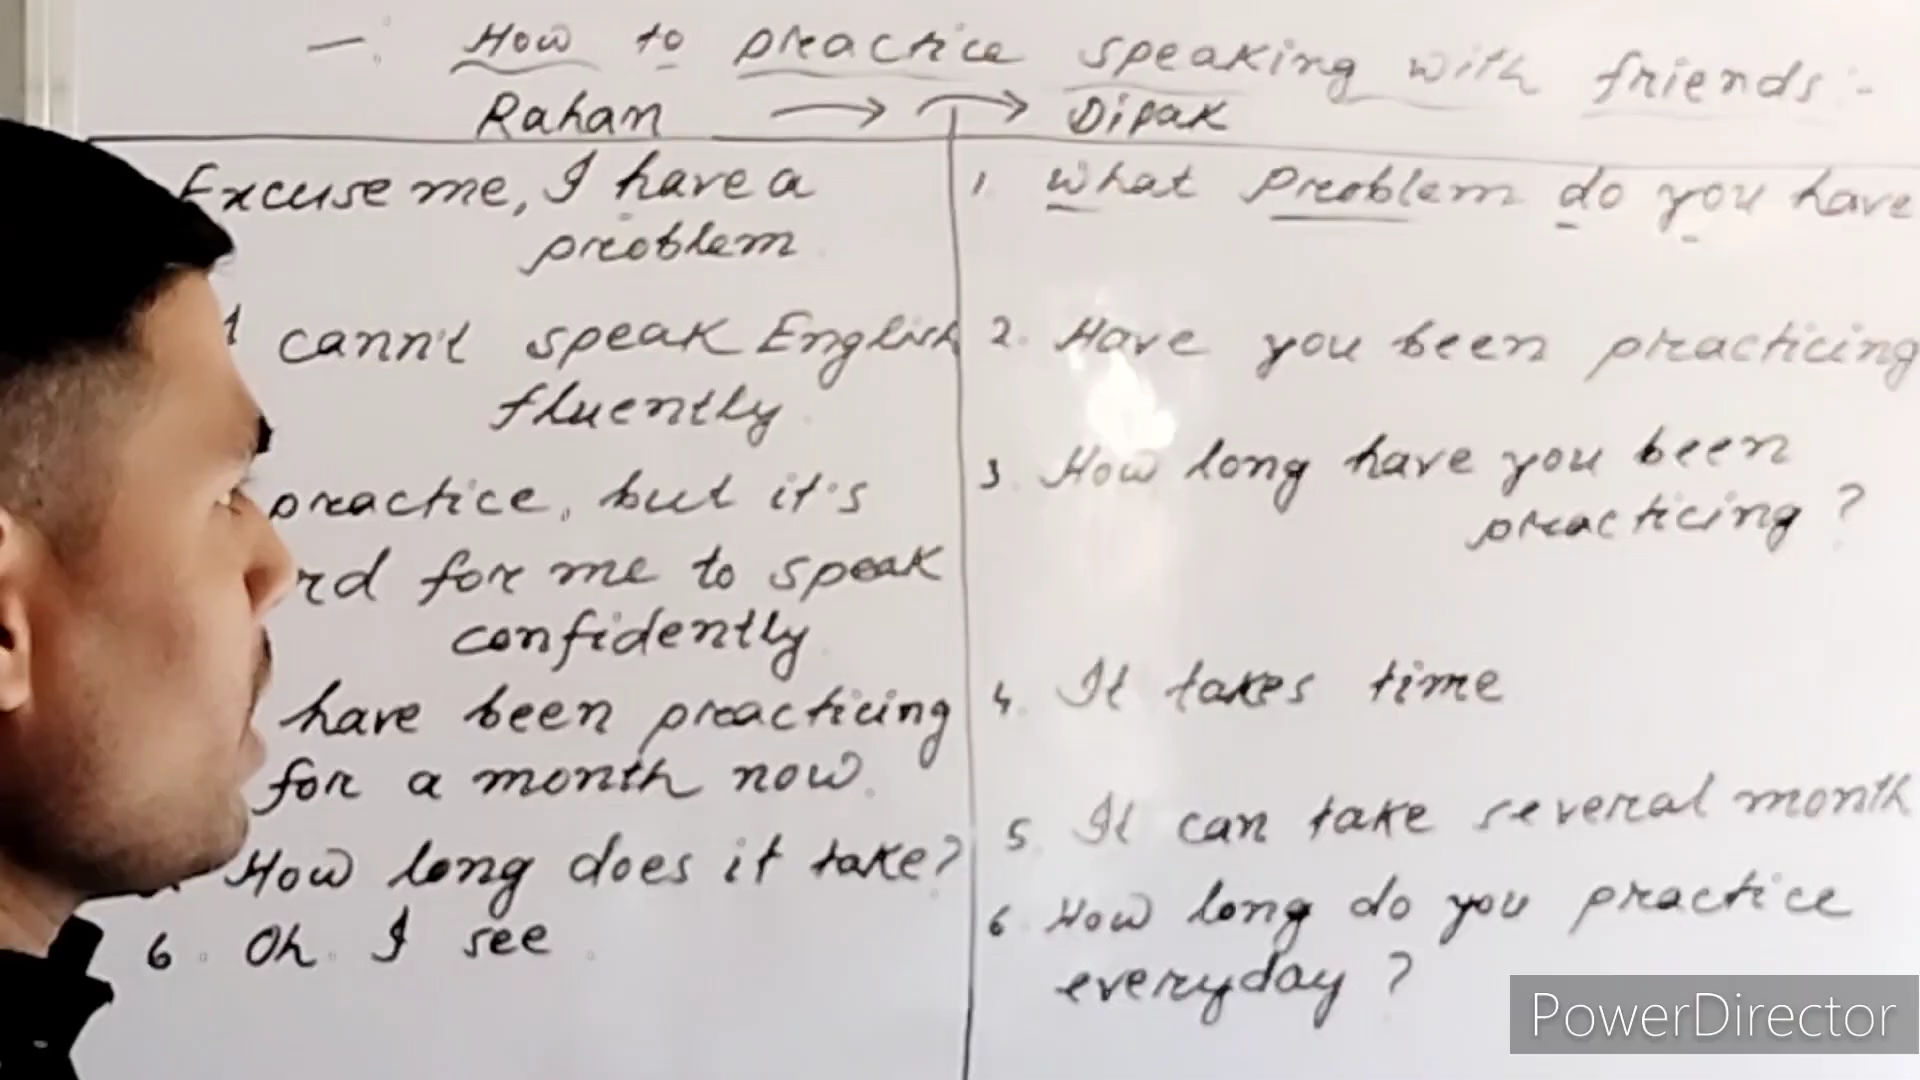 —: How to practice speaking with friends:-
Rahan → → Dipak
Excuse me, I have a
problem
I cann't speak English
fluently.
practice, but it's
rd for me to speak
confidently
have been practicing
for a month now.
How long does it take?
6. Oh I see.
1. What Problem do you have
2. Have you been practicing
3. How long have you been
practicing?
4. It takes time
5. It can take several month
6 How long do you practice
everyday?
PowerDirector